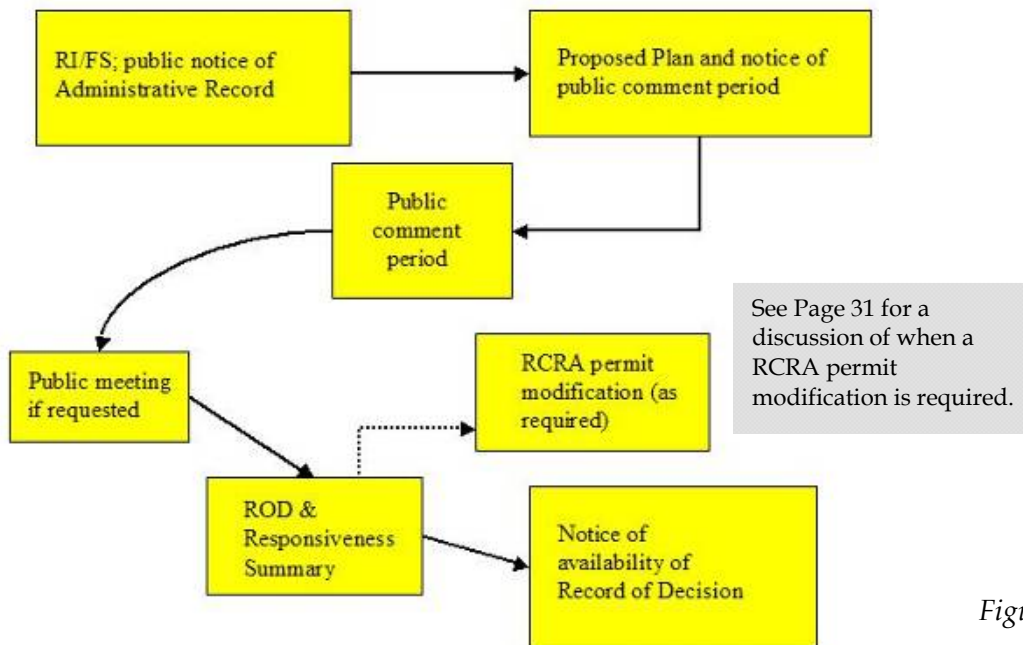 RI/FS; public notice of
Administrative Record
Proposed Plan and notice of
public comment period
Public
comment
period
See Page 31 for a
discussion of when a
RCRA permit
modification is required.
Public meeting
if requested
RCRA permit
modification (as
required)
ROD &
Responsiveness
Summary
Notice of
availability of
Record of Decision